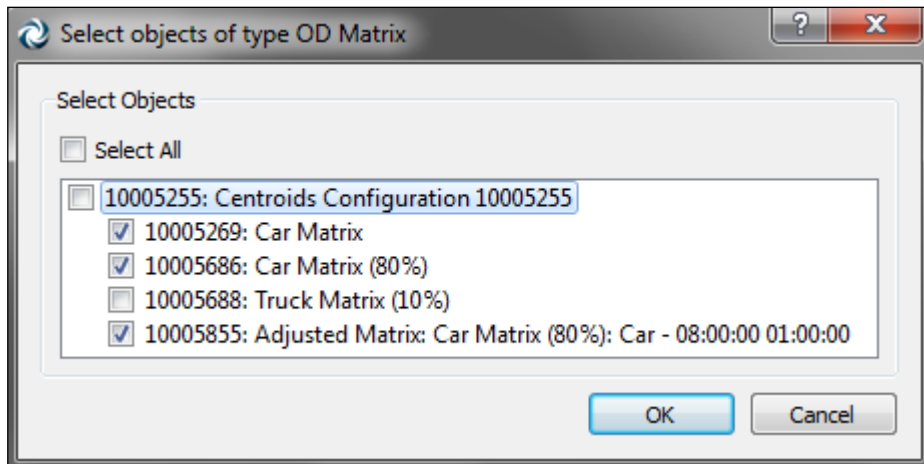 Select objects of type OD Matrix
?
Select Objects
Select All
10005255: Centroids Configuration 10005255
10005269: Car Matrix
10005686: Car Matrix (80%)
10005688: Truck Matrix (10%)
10005855: Adjusted Matrix: Car Matrix (80%): Car - 08:00:00 01:00:00
OK Cancel